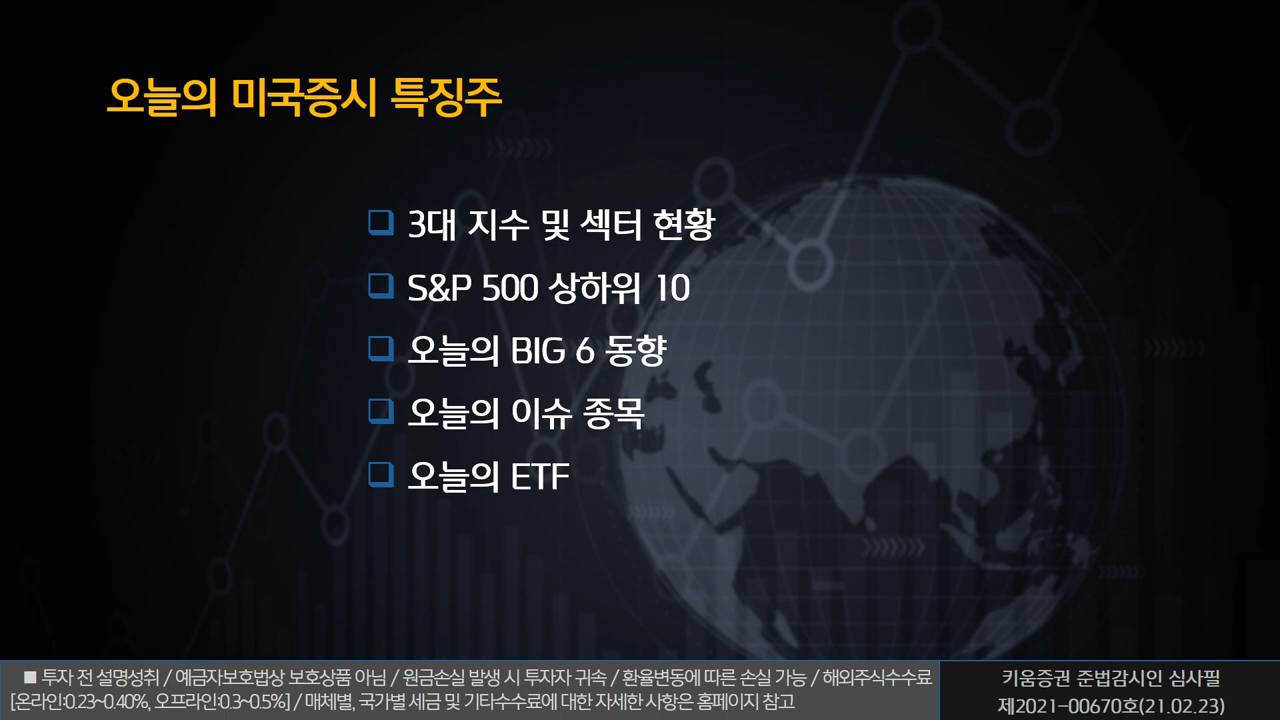 오늘의 미국증시 특징주
❑ 3대 지수 및 섹터 현황
❑ S&P 500 상하위 10
❑ 오늘의 BIG 6 동향
❑ 오늘의 이슈 종목
❑ 오늘의 ETF
■ 투자 전 설명성취 / 예금자보호법상 보호상품 아님 / 원금손실 발생 시 투자자 귀속 / 환율변동에 따른 손실 가능 / 해외주식수수료
[온라인:0.23~0.40%, 오프라인:0.3~0.5%] / 매체별, 국가별 세금 및 기타수수료에 대한 자세한 사항은 홈페이지 참고
키움증권 준법감시인 심사필
제2021-00670호(21.02.23)